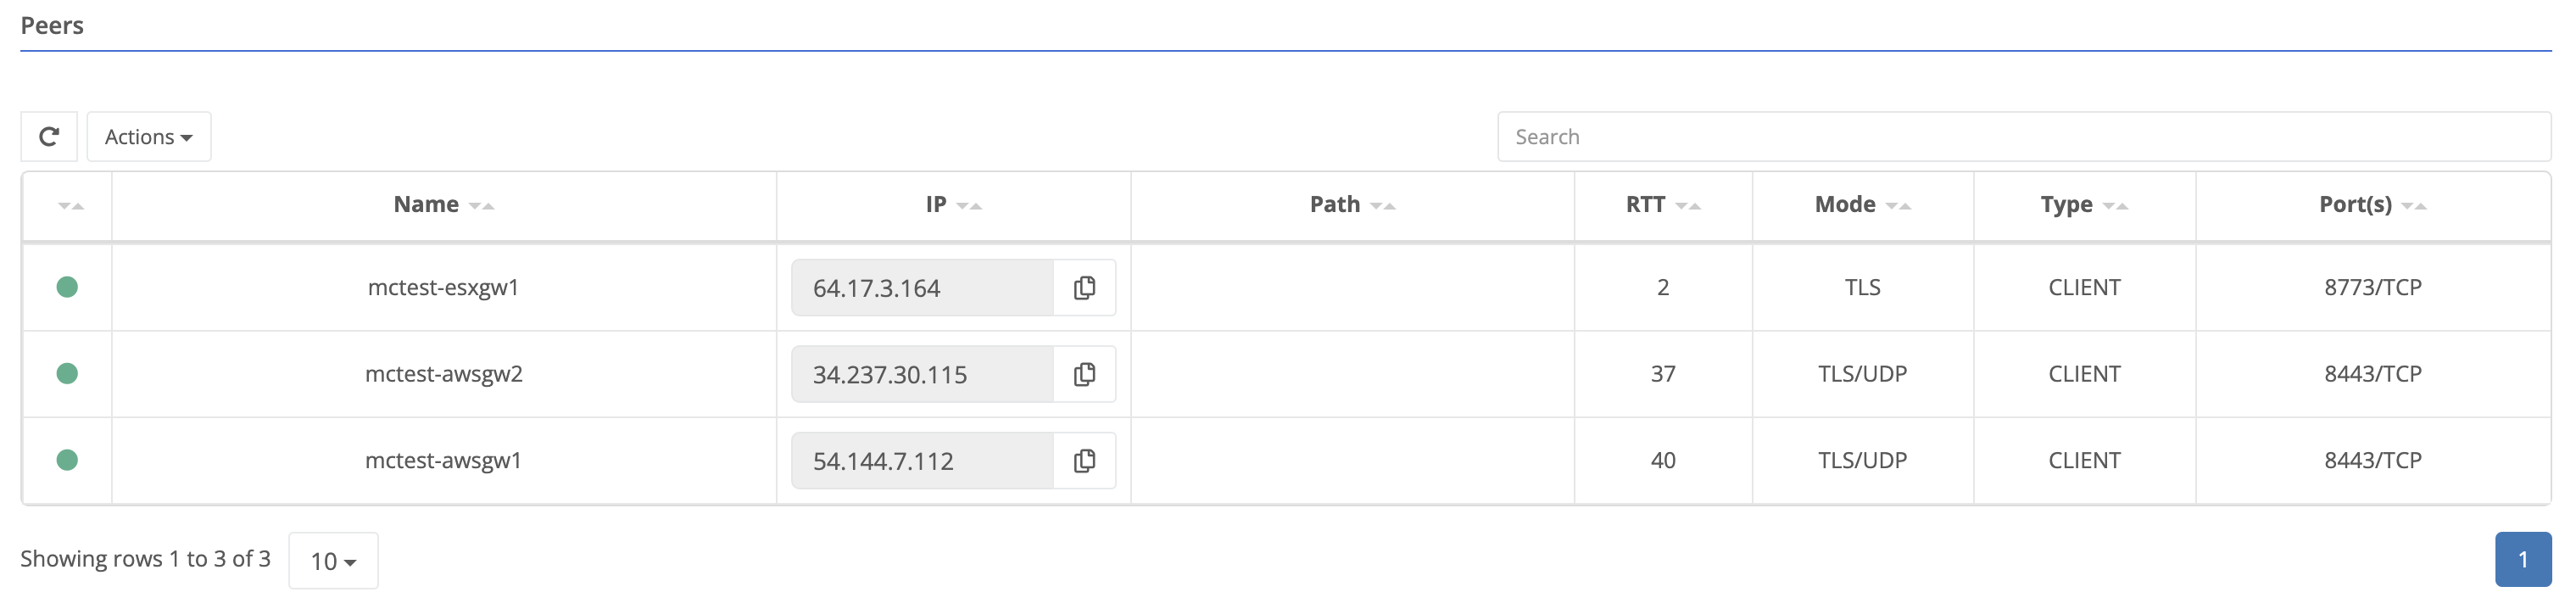 Peers
Actions
Search
Name IP Path RTT Mode Type Port(s)
mctest-esxgw1 64.17.3.164 2 TLS CLIENT 8773/TCP
mctest-awsgw2 34.237.30.115 37 TLS/UDP CLIENT 8443/TCP
mctest-awsgw1 54.144.7.112 40 TLS/UDP CLIENT 8443/TCP
Showing rows 1 to 3 of 3 10 1